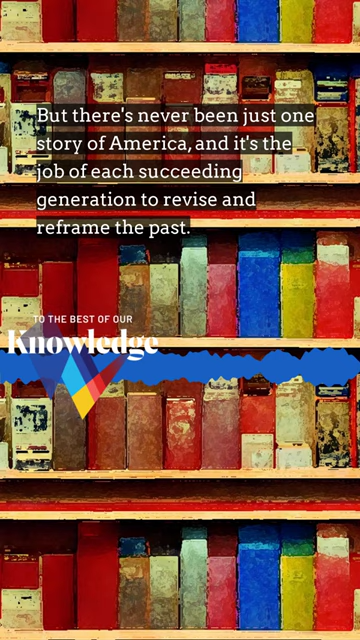 But there's never been just one
story of America, and it's the
job of each succeeding
generation to revise and
reframe the past.
TO THE BEST OF OUR
Knowledge